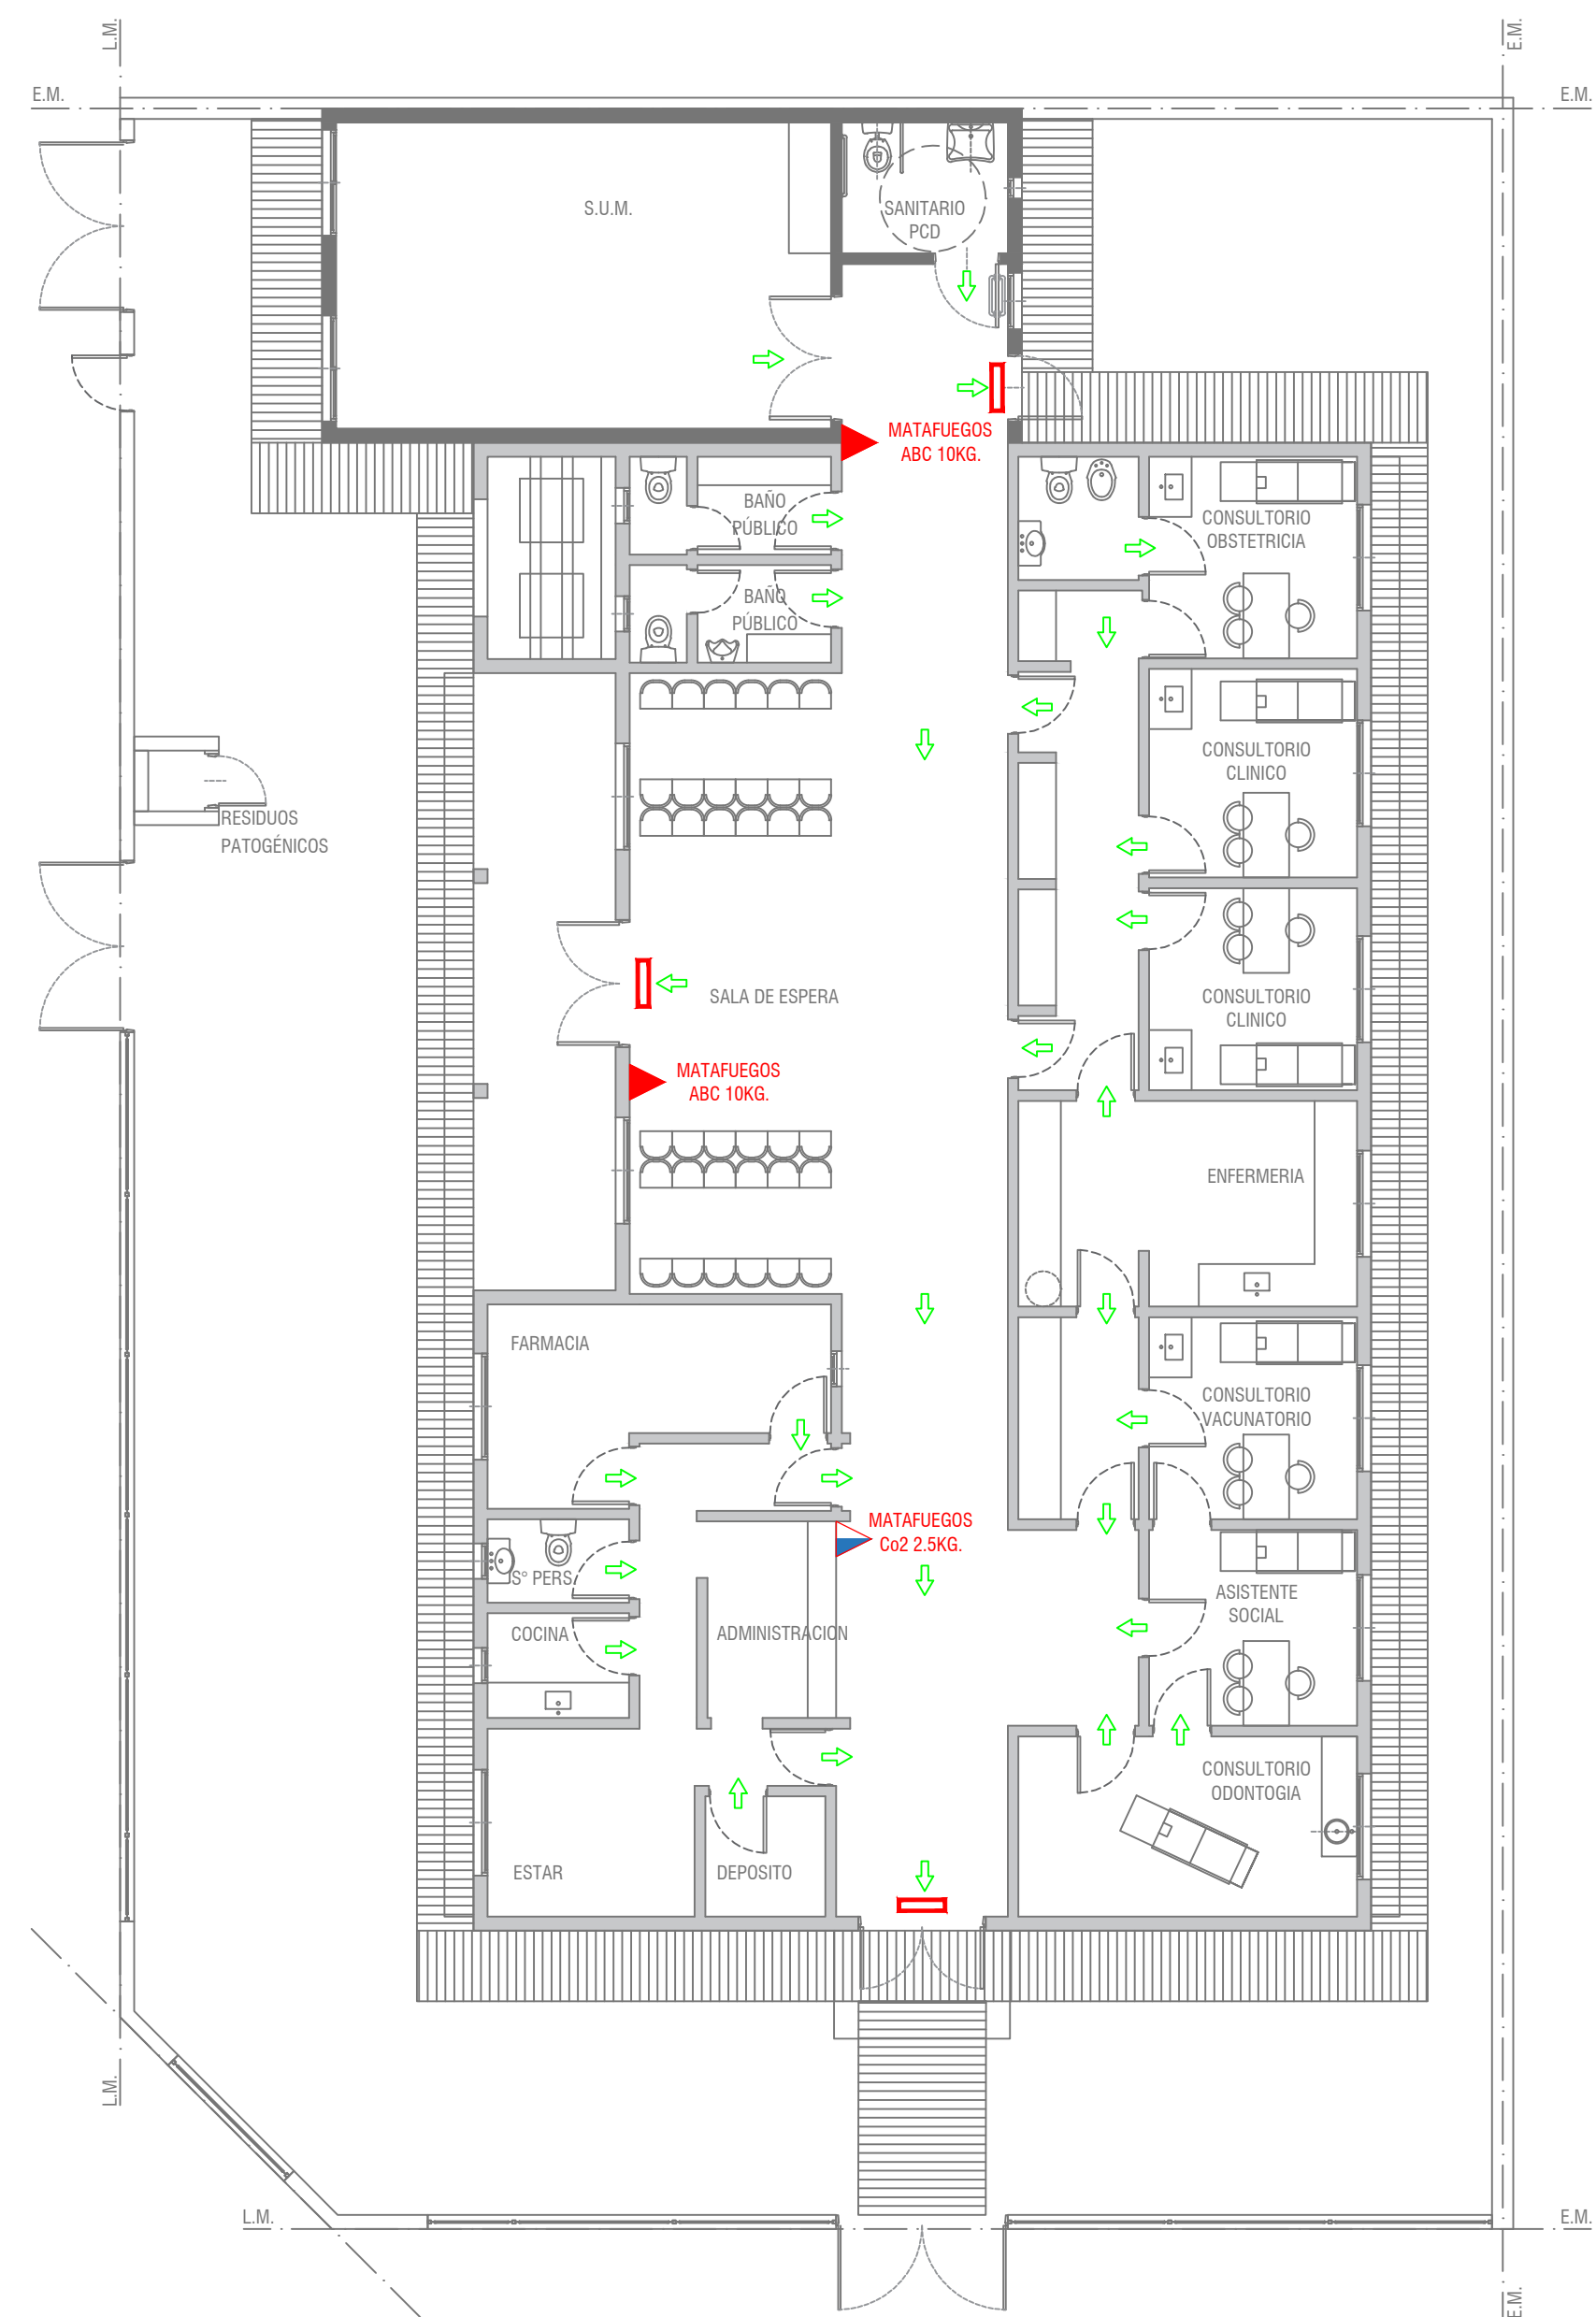 L.M.
E.M.
E.M.
E.M.
S.U.M.
SANITARIO
PCD
MATAFUEGOS
ABC 10KG.
BAÑO
PÚBLICO
CONSULTORIO
OBSTETRICIA
BAÑO
PÚBLICO
CONSULTORIO
CLINICO
RESIDUOS
PATOGÉNICOS
SALA DE ESPERA
CONSULTORIO
CLINICO
MATAFUEGOS
ABC 10KG.
ENFERMERIA
FARMACIA
CONSULTORIO
VACUNATORIO
MATAFUEGOS
Co2 2.5KG.
S° PERS
ASISTENTE
SOCIAL
COCINA
ADMINISTRACION
CONSULTORIO
ODONTOGIA
ESTAR
DEPOSITO
L.M.
L.M.
E.M.
E.M.